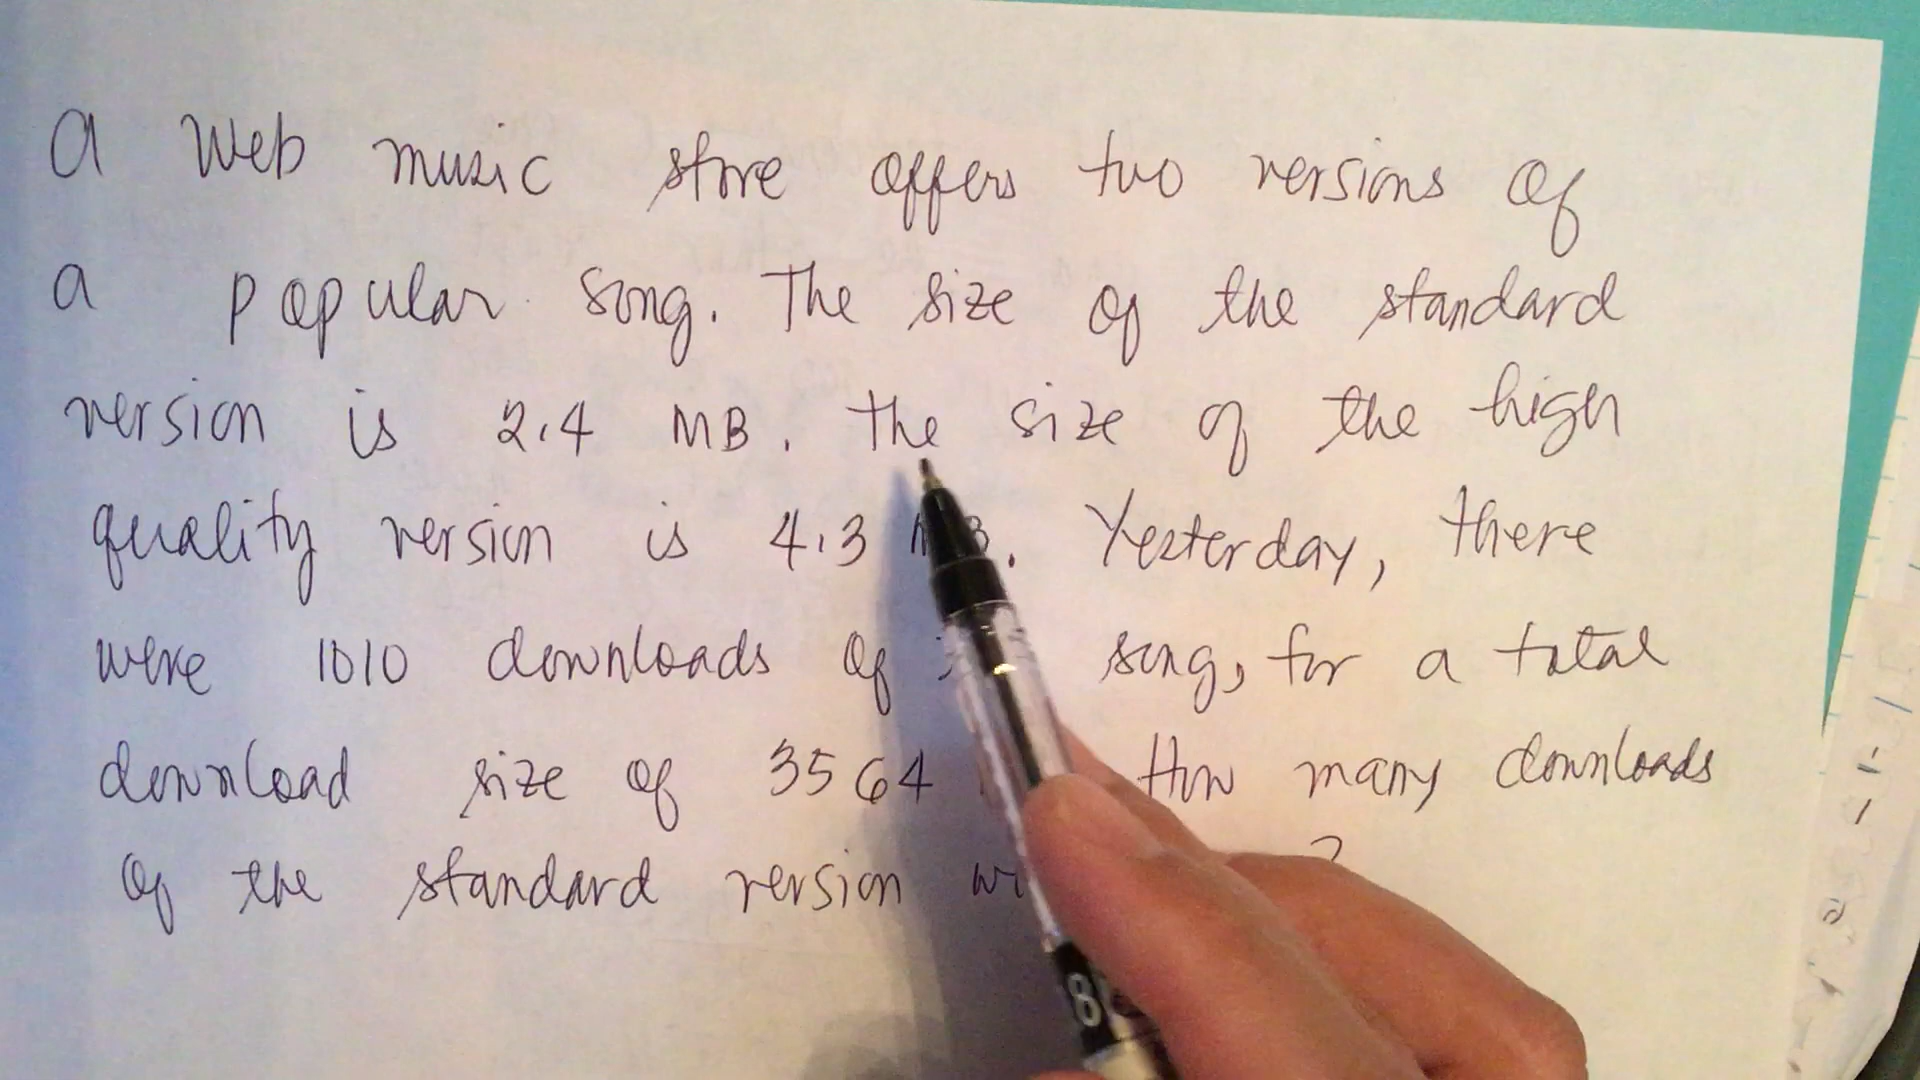 A Web music store offers two versions of
a popular song. The size of the standard
version is 2.4 MB. The size of the high
quality version is 4.3 MB. Yesterday, there
were 1010 downloads of song, for a total
download size of 3564 How many downloads
of the standard version ?
8